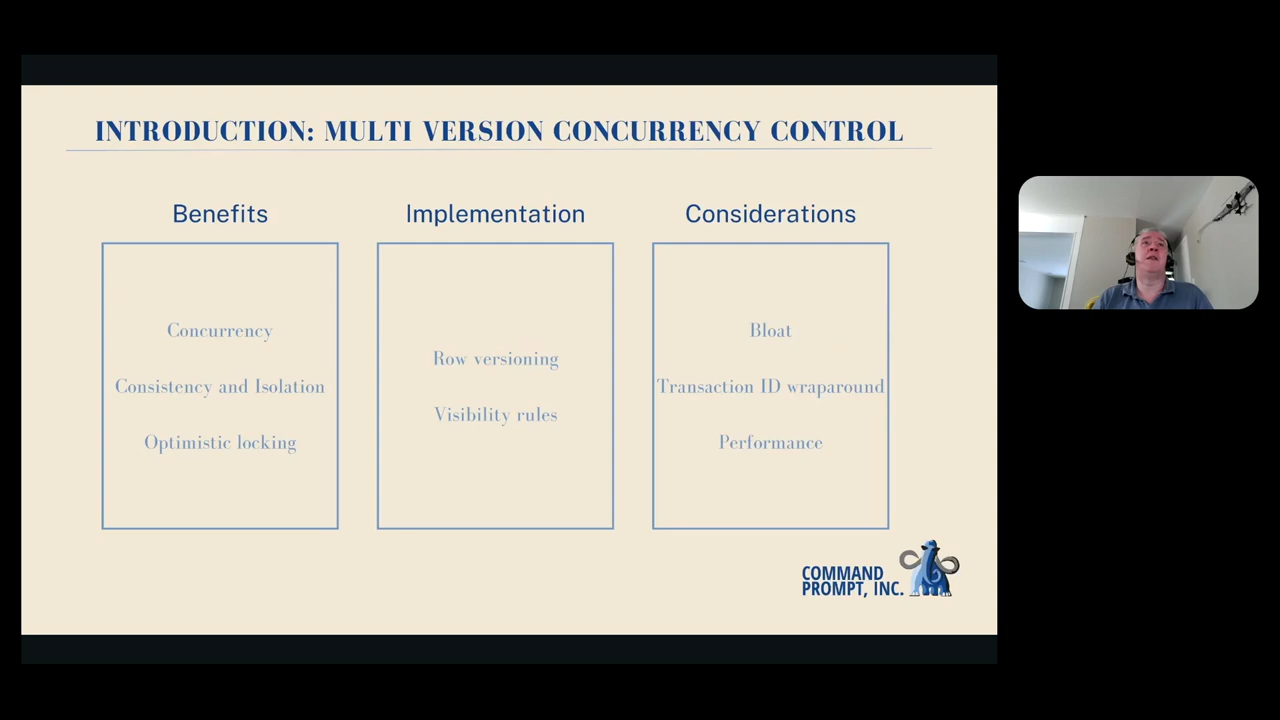 INTRODUCTION: MULTI VERSION CONCURRENCY CONTROL
Benefits
Concurrency
Consistency and Isolation
Optimistic locking
Implementation
Row versioning
Visibility rules
Considerations
Bloat
Transaction ID wraparound
Performance
COMMAND
PROMPT, INC.